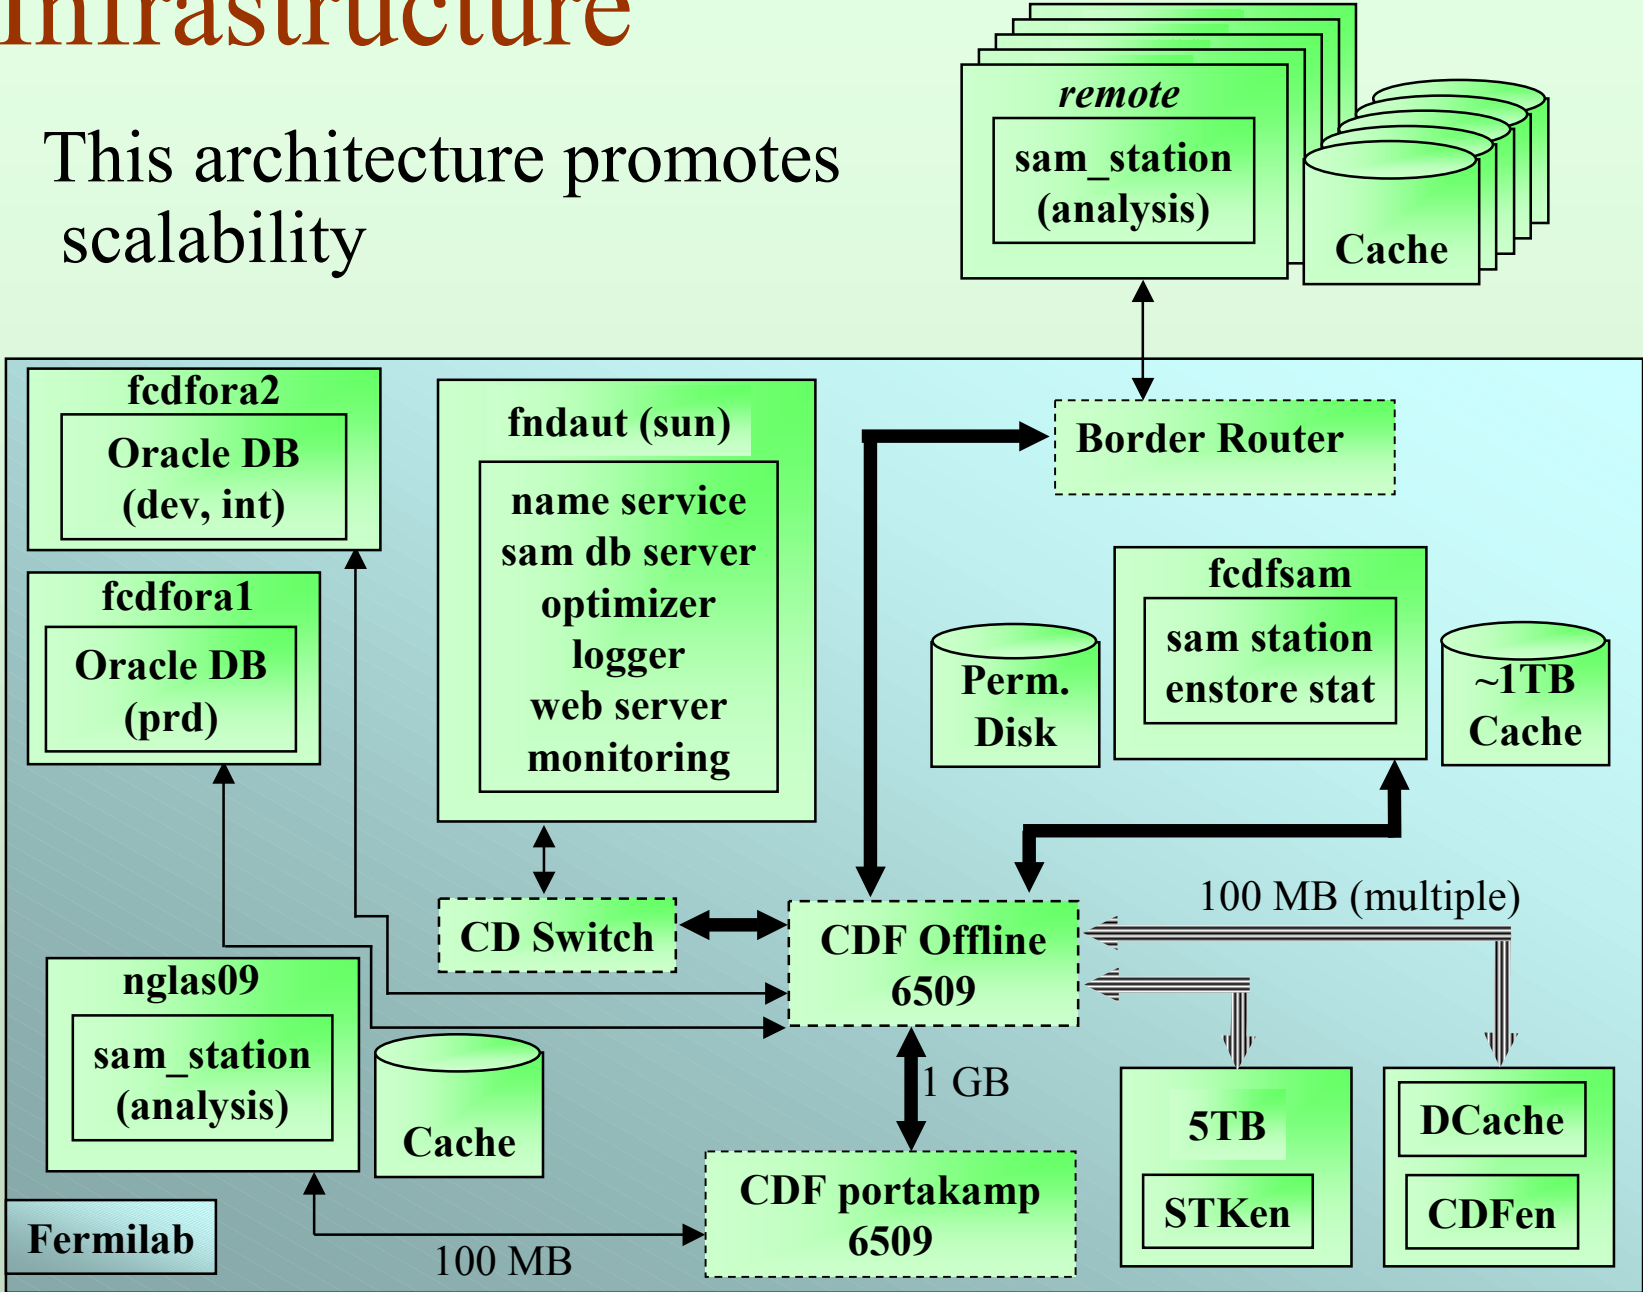 Infrastructure
This architecture promotes
scalability
remote
sam_station
(analysis)
Cache
fcdfora2
Oracle DB
(dev, int)
fcdfora1
Oracle DB
(prd)
fndaut (sun)
name service
sam db server
optimizer
logger
web server
monitoring
Border Router
fcdfsam
sam station
enstore stat
Perm.
Disk
~1TB
Cache
CD Switch
CDF Offline
6509
100 MB (multiple)
nglas09
sam_station
(analysis)
Cache
1 GB
CDF portakamp
6509
100 MB
5TB
STKen
DCache
CDFen
Fermilab